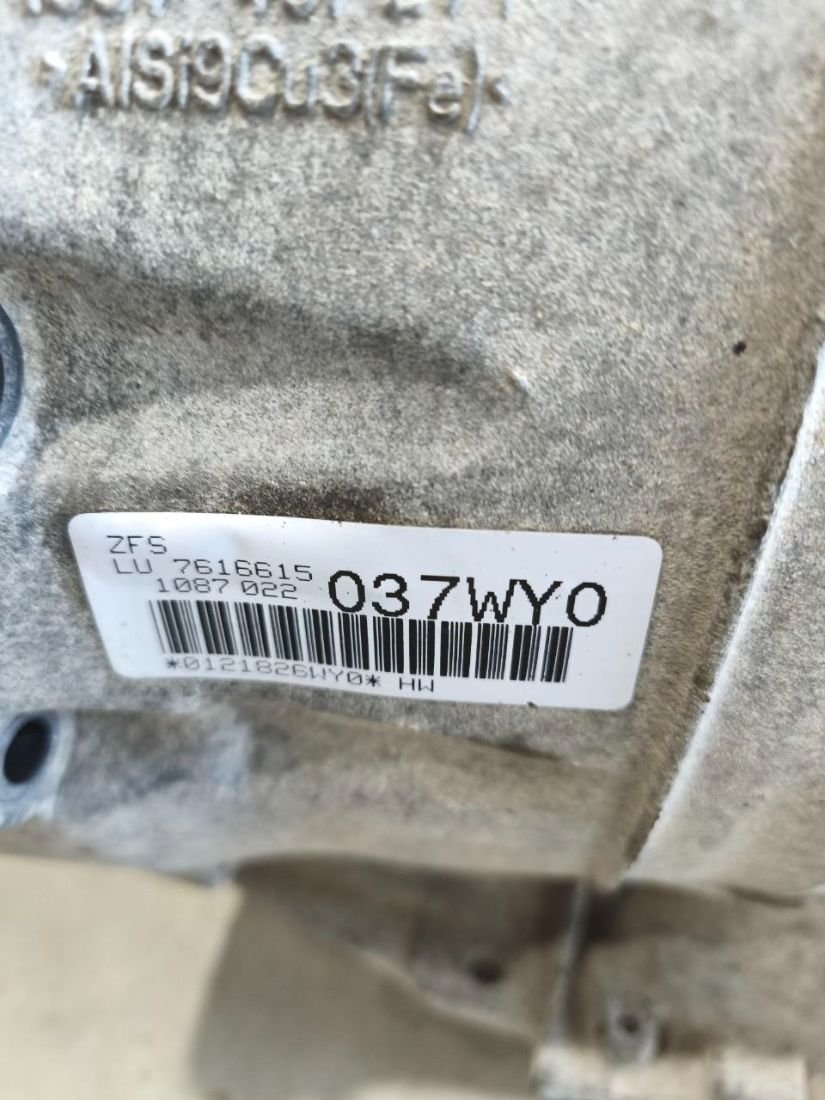 >AlSi9Cu3(Fe)<
ZFS
LU 7616615
1087 022
037WY0
*0121826WY0* HW